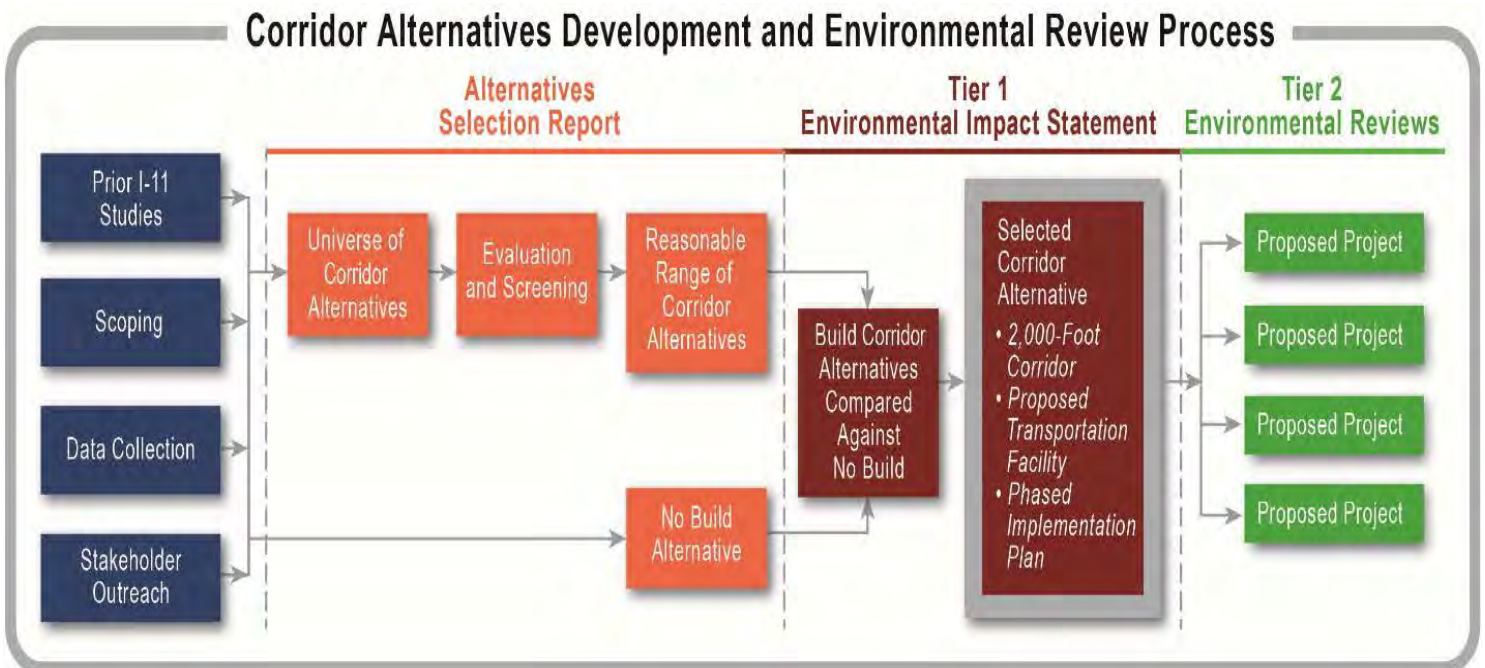 Corridor Alternatives Development and Environmental Review Process
Alternatives
Selection Report
Tier 1
Environmental Impact Statement
Tier 2
Environmental Reviews
Prior I-11
Studies
Scoping
Data Collection
Stakeholder
Outreach
Universe of
Corridor
Alternatives
Evaluation
and Screening
Reasonable
Range of
Corridor
Alternatives
No Build
Alternative
Build Corridor
Alternatives
Compared
Against
No Build
Selected
Corridor
Alternative
• 2,000-Foot
Corridor
• Proposed
Transportation
Facility
• Phased
Implementation
Plan
Proposed Project
Proposed Project
Proposed Project
Proposed Project